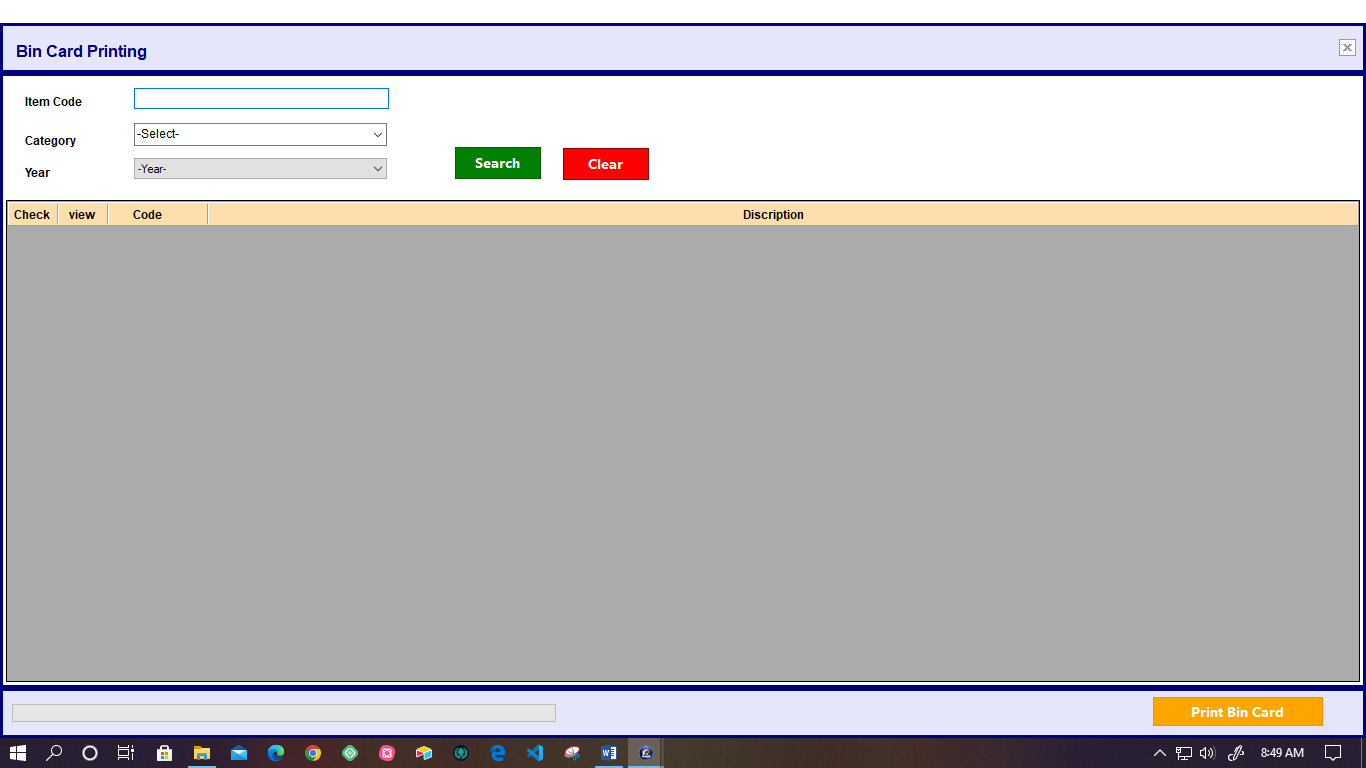 Bin Card Printing
Item Code
Category -Select-
Year -Year-
Search Clear
Check view Code Discription
Print Bin Card
8:49 AM